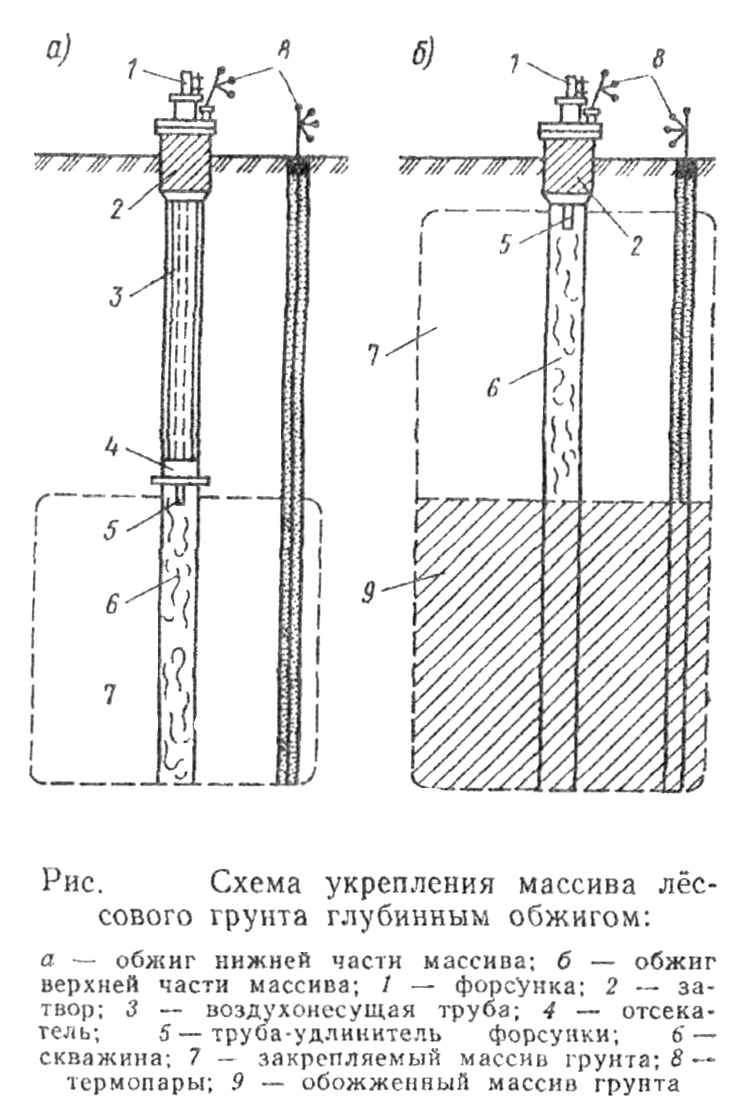 а)
б)
1
8
1
8
2
3
5
2
7
6
4
5
9
6
7
Рис. Схема укрепления массива лёс-
сового грунта глубинным обжигом:
а — обжиг нижней части массива; б — обжиг
верхней части массива; 1 — форсунка; 2 — за-
твор; 3 — воздухонесущая труба; 4 — отсека-
тель; 5 — труба-удлинитель форсунки; 6 —
скважина; 7 — закрепляемый массив грунта; 8 —
термопары; 9 — обожженный массив грунта